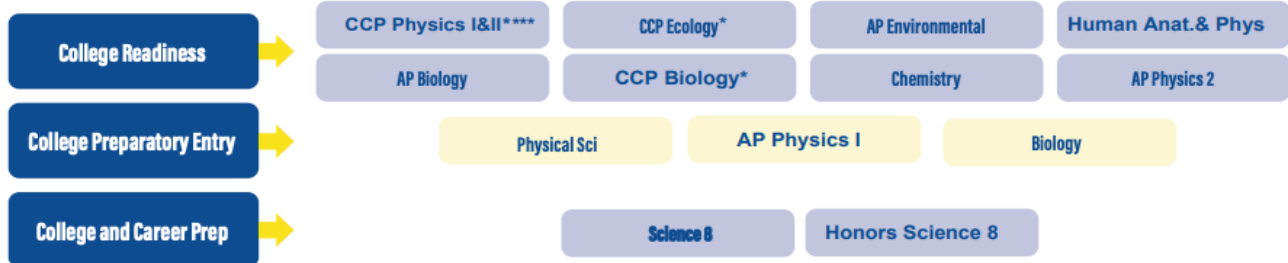 College Readiness
CCP Physics I&II****
CCP Ecology*
AP Environmental
Human Anat.& Phys
AP Biology
CCP Biology*
Chemistry
AP Physics 2
College Preparatory Entry
Physical Sci
AP Physics I
Biology
College and Career Prep
Science 8
Honors Science 8